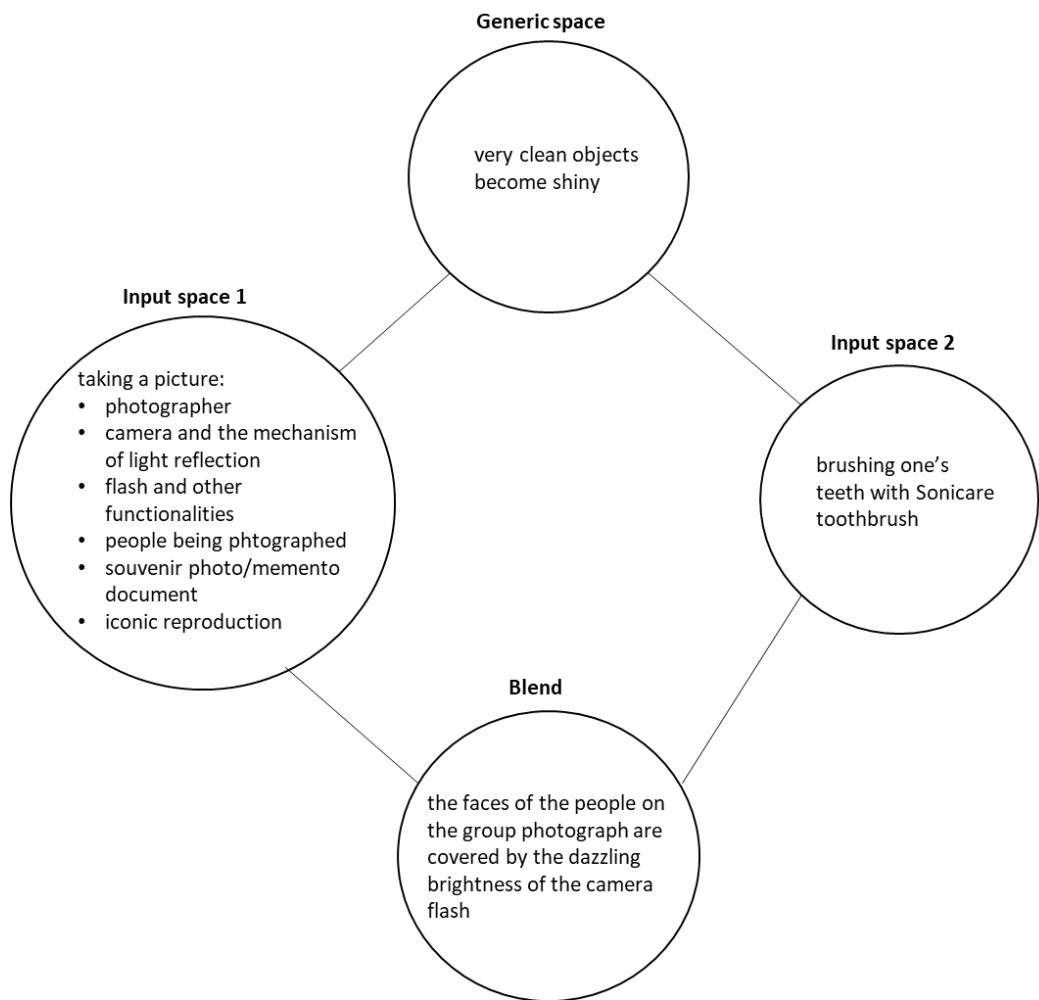 Generic space
very clean objects
become shiny
Input space 1
taking a picture:
• photographer
• camera and the mechanism
of light reflection
• flash and other
functionalities
• people being phtographed
• souvenir photo/memento
document
• iconic reproduction
Input space 2
brushing one’s
teeth with Sonicare
toothbrush
Blend
the faces of the people on
the group photograph are
covered by the dazzling
brightness of the camera
flash